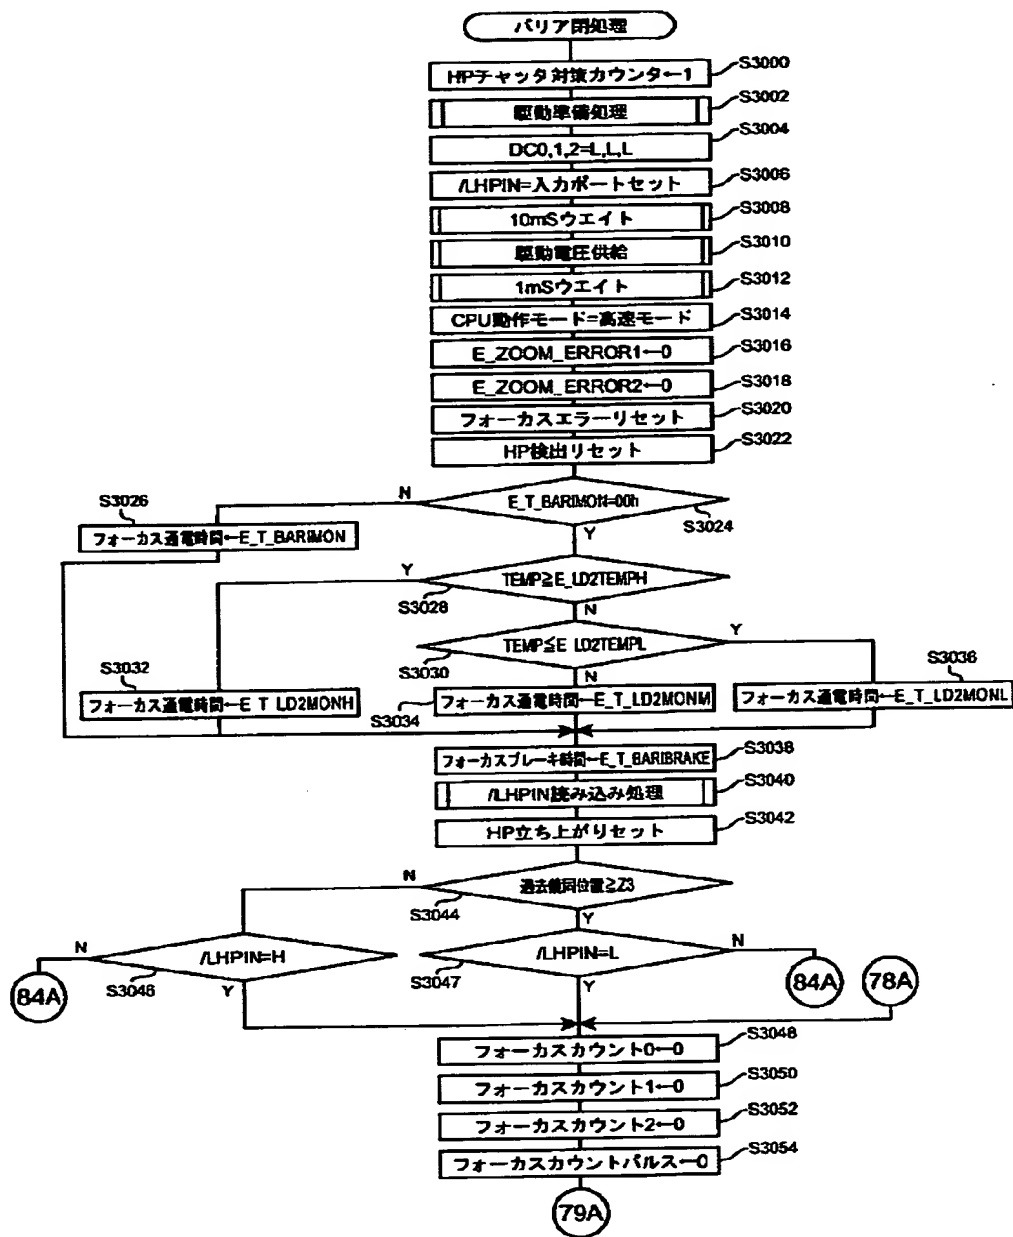 バリア閉処理
HPチャッタ対策カウンタ←1
S3000
駆動準備処理
S3002
DC0,1,2=L,L,L
S3004
/LHPIN=入力ポートセット
S3006
10mSウエイト
S3008
駆動電圧供給
S3010
1mSウエイト
S3012
CPU動作モード=高速モード
S3014
E_ZOOM_ERROR1←0
S3016
E_ZOOM_ERROR2←0
S3018
フォーカスエラーリセット
S3020
HP検出リセット
S3022
E_T_BARIMON=00h
S3024
N
Y
S3026
フォーカス通電時間←E_T_BARIMON
TEMP≧E_LD2TEMPH
S3028
Y
N
TEMP≦E_LD2TEMPL
S3030
Y
N
S3032
フォーカス通電時間←E_T_LD2MONH
フォーカス通電時間←E_T_LD2MONM
S3034
S3036
フォーカス通電時間←E_T_LD2MONL
フォーカスブレーキ時間←E_T_BARIBRAKE
S3038
/LHPIN読み込み処理
S3040
HP立ち上がりセット
S3042
≧Z3
S3044
N
Y
/LHPIN=H
S3046
N
Y
84A
/LHPIN=L
S3047
N
Y
84A
78A
フォーカスカウント0←0
S3048
フォーカスカウント1←0
S3050
フォーカスカウント2←0
S3052
フォーカスカウントパルス←0
S3054
79A